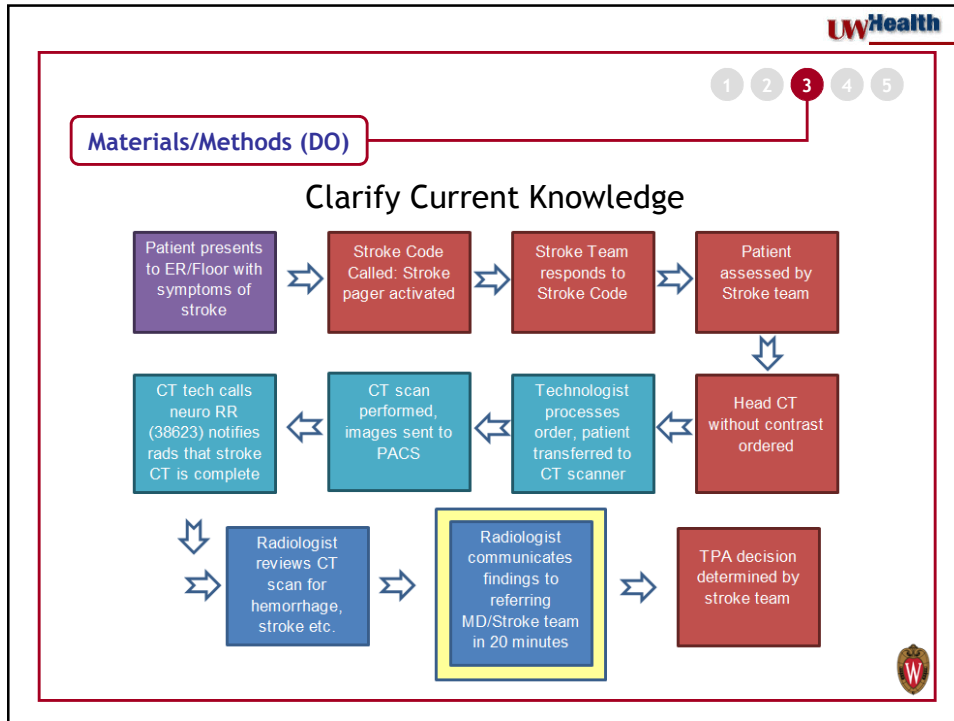 UWHealth
1 2 3 4 5
Materials/Methods (DO)
Clarify Current Knowledge
Patient presents
to ER/Floor with
symptoms of
stroke
Stroke Code
Called: Stroke
pager activated
Stroke Team
responds to
Stroke Code
Patient
assessed by
Stroke team
Head CT
without contrast
ordered
Technologist
processes
order, patient
transferred to
CT scanner
CT scan
performed,
images sent to
PACS
CT tech calls
neuro RR
(38623) notifies
rads that stroke
CT is complete
Radiologist
reviews CT
scan for
hemorrhage,
stroke etc.
Radiologist
communicates
findings to
referring
MD/Stroke team
in 20 minutes
TPA decision
determined by
stroke team
W